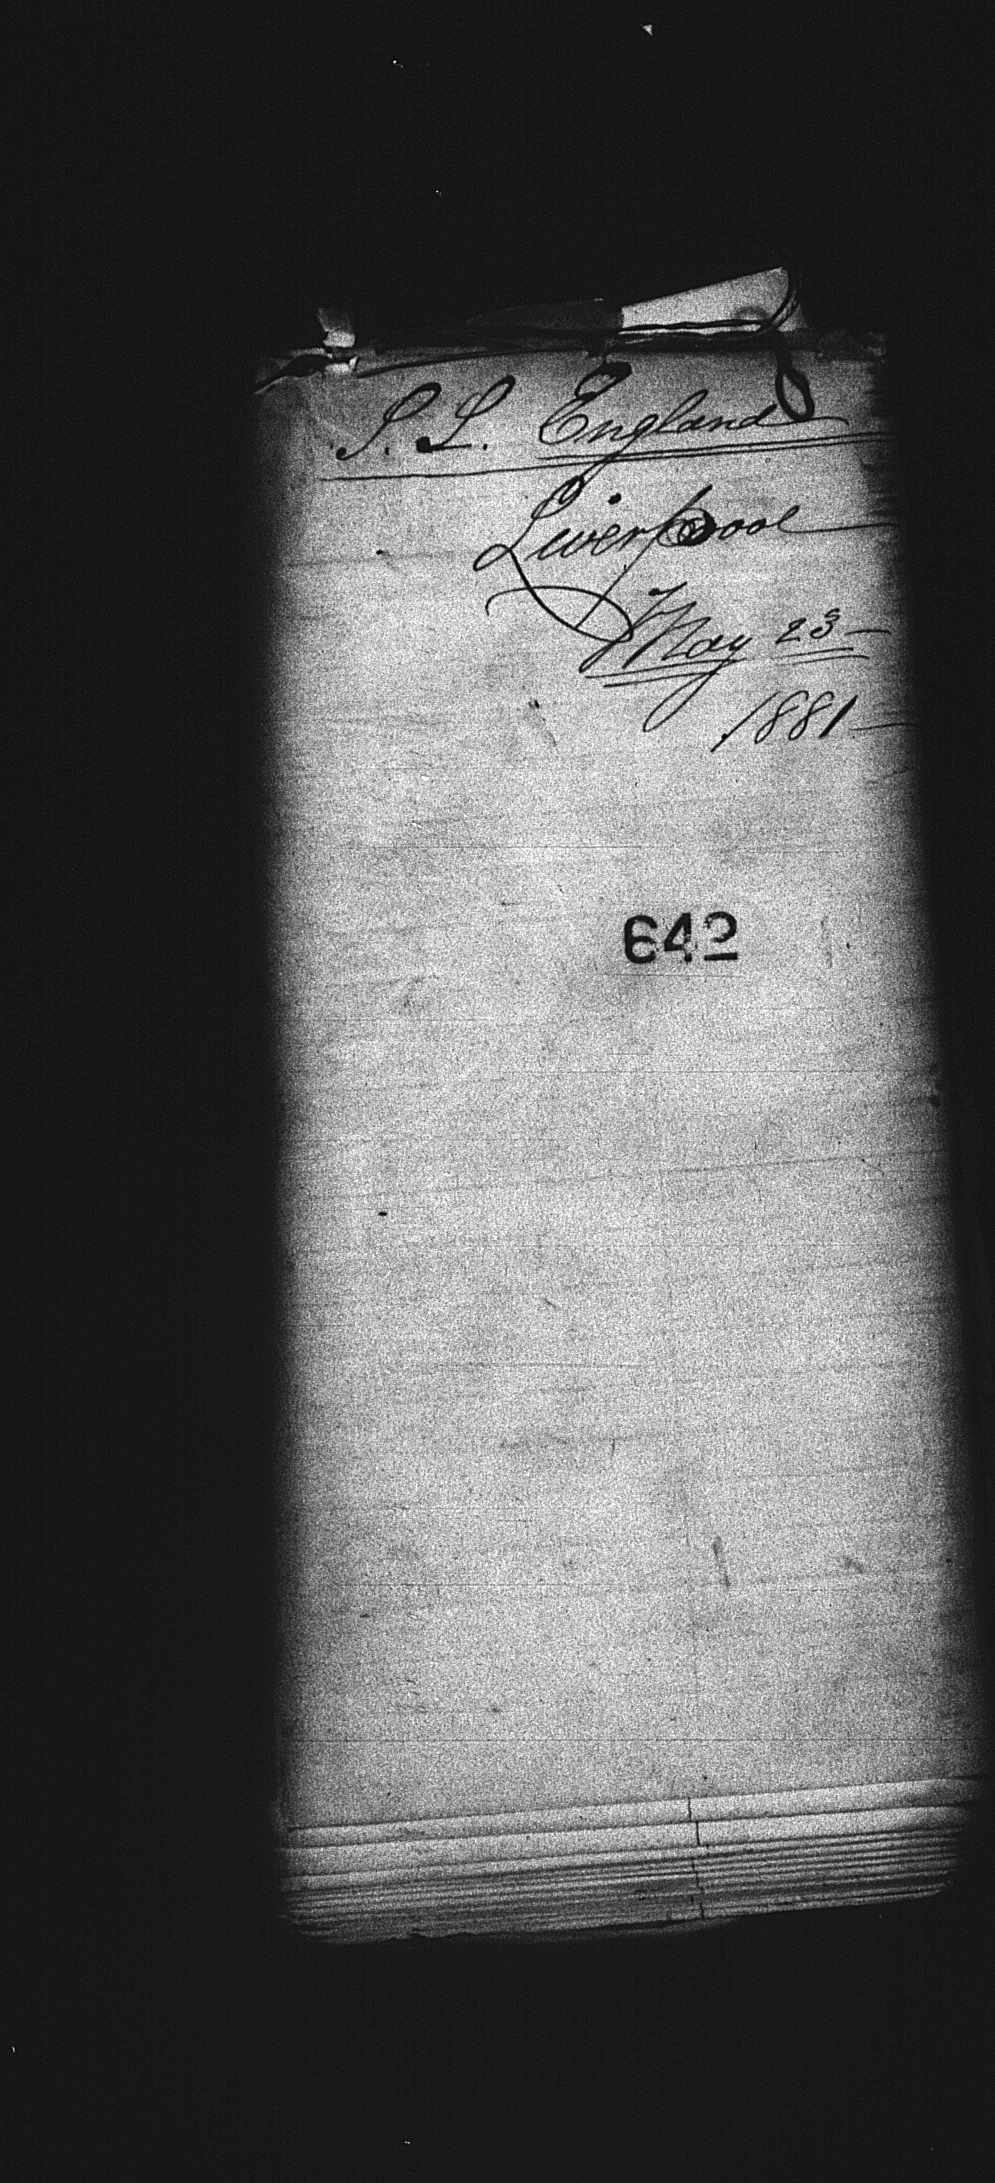 S. L. England
Liverpool
May 23 —
1881 —
642